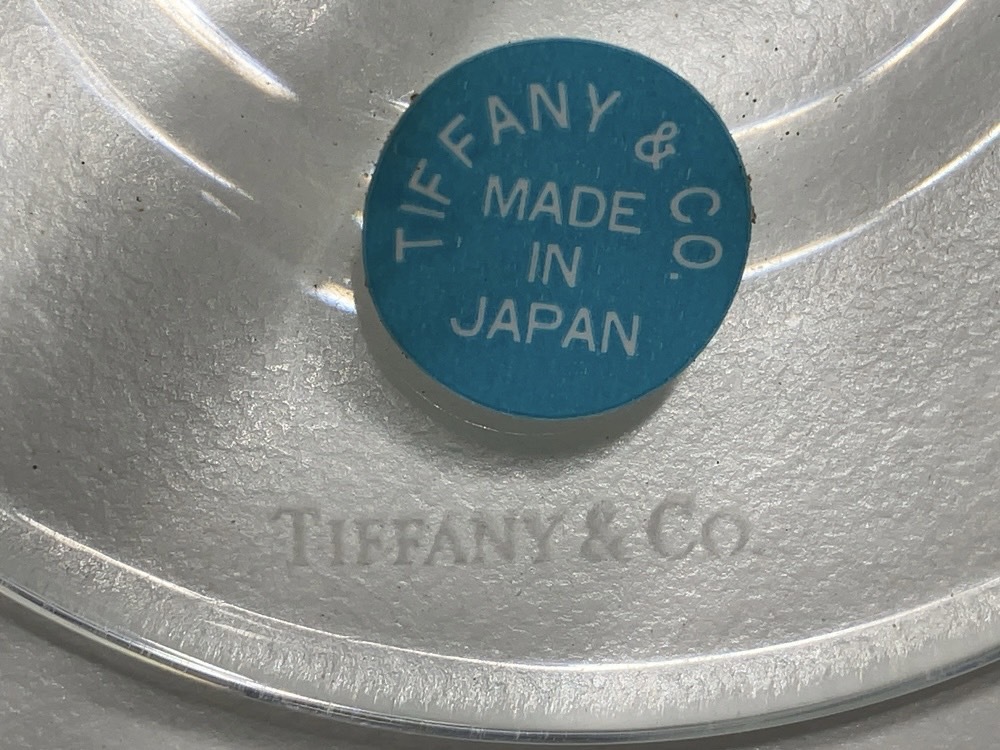 TIFFANY & CO.
MADE
IN
JAPAN
TIFFANY & CO.